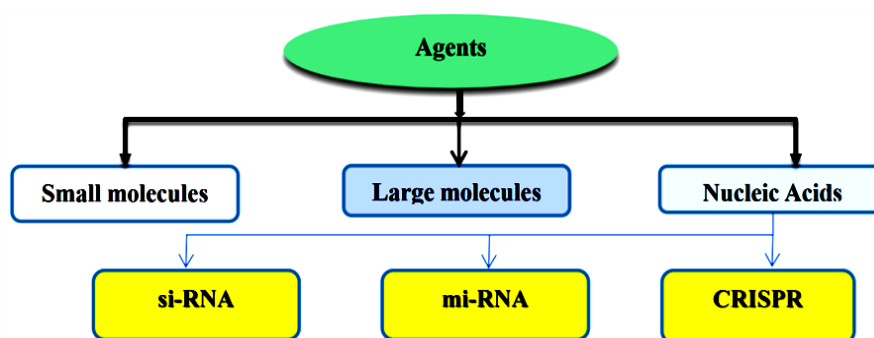 Agents
Small molecules
Large molecules
Nucleic Acids
si-RNA
mi-RNA
CRISPR